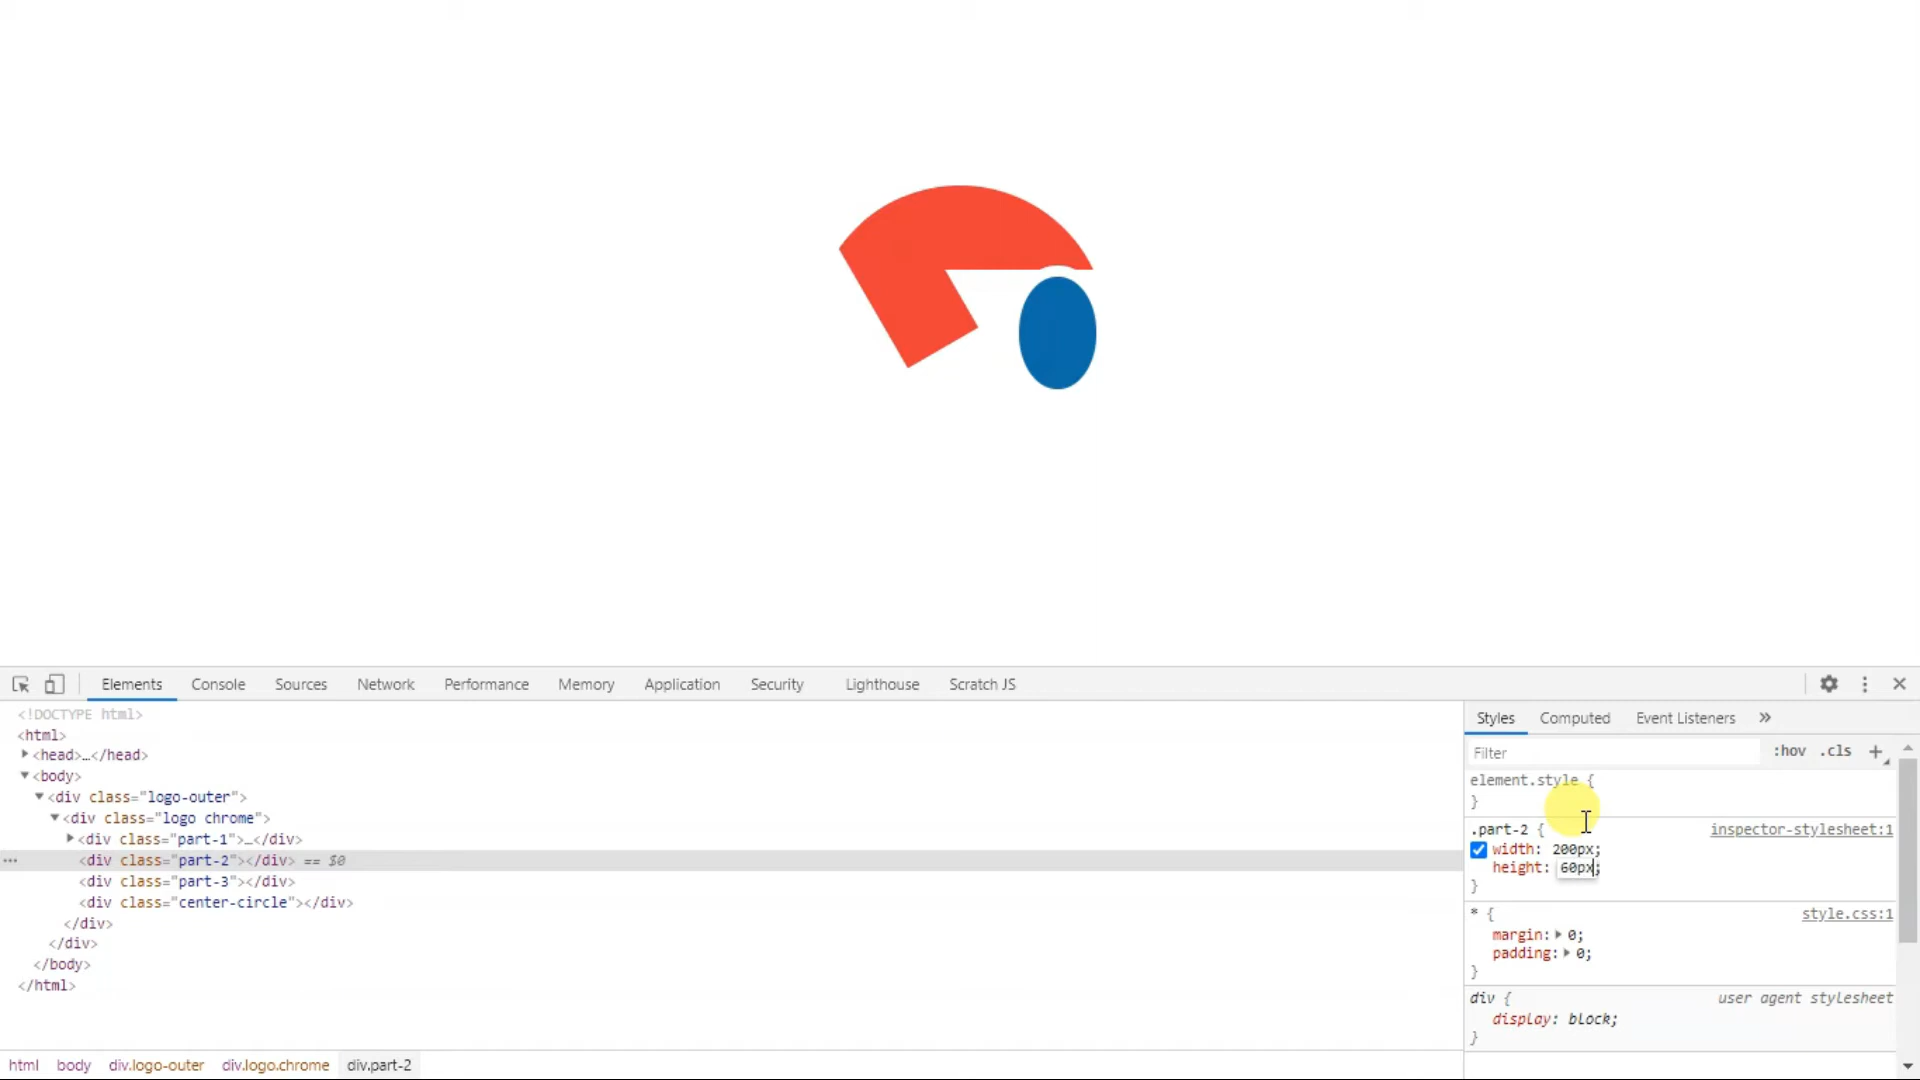 Elements Console Sources Network Performance Memory Application Security Lighthouse Scratch JS
<!DOCTYPE html>
<html>
<head>…</head>
<body>
<div class="logo-outer">
<div class="logo chrome">
<div class="part-1">…</div>
<div class="part-2"></div> == $0
<div class="part-3"></div>
<div class="center-circle"></div>
</div>
</div>
</body>
</html>
html body div.logo-outer div.logo.chrome div.part-2
Styles Computed Event Listeners »
Filter :hov .cls +
element.style {
}
.part-2 { inspector-stylesheet:1
width: 200px;
height: 60px;
}
* { style.css:1
margin: 0;
padding: 0;
}
div { user agent stylesheet
display: block;
}